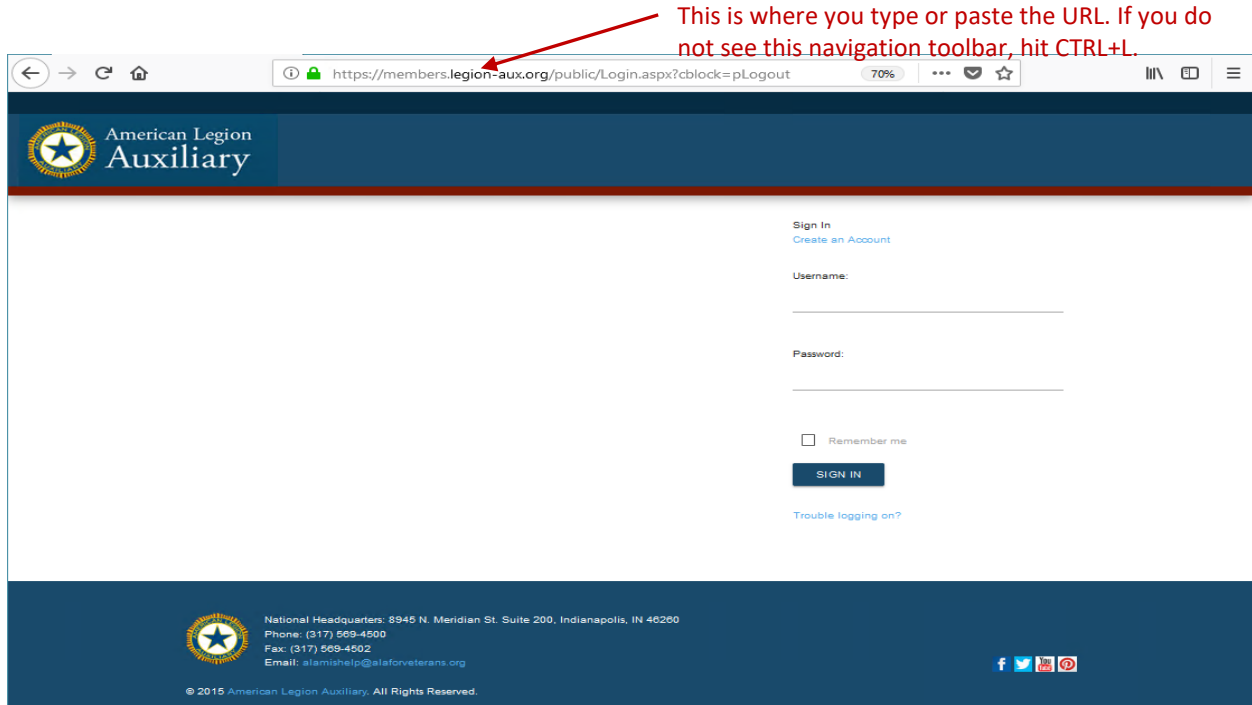 This is where you type or paste the URL. If you do
not see this navigation toolbar, hit CTRL+L.
https://members.legion-aux.org/public/Login.aspx?cblock=pLogout 70%
American Legion
Auxiliary
Sign In
Create an Account
Username:
Password:
Remember me
SIGN IN
Trouble logging on?
National Headquarters: 8945 N. Meridian St. Suite 200, Indianapolis, IN 46260
Phone: (317) 569-4500
Fax: (317) 569-4502
Email: alamishelp@alaforveterans.org
© 2015 American Legion Auxiliary. All Rights Reserved.